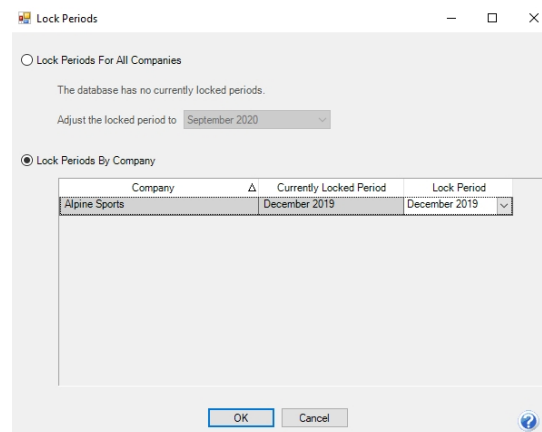 Lock Periods
Lock Periods For All Companies
The database has no currently locked periods.
Adjust the locked period to September 2020
Lock Periods By Company
Company Currently Locked Period Lock Period
Alpine Sports December 2019 December 2019
OK Cancel